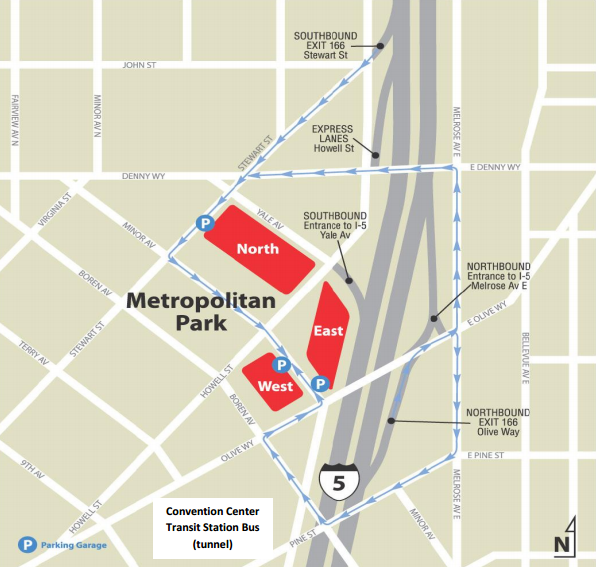 SOUTHBOUND
EXIT 166
Stewart St
JOHN ST
FAIRVIEW AV N
MINOR AV N
MELROSE AV E
EXPRESS
LANES
Howell St
STEWART ST
DENNY WY
E DENNY WY
VIRGINIA ST
YALE AV
SOUTHBOUND
Entrance to I-5
Yale Av
P
North
MINOR AV
BOREN AV
NORTHBOUND
Entrance to I-5
Melrose Av E
Metropolitan
Park
East
E OLIVE WY
STEWART ST
TERRY AV
HOWELL ST
BELLEVUE AV E
P
West
P
BOREN AV
NORTHBOUND
EXIT 166
Olive Way
OLIVE WY
E PINE ST
9TH AV
5
MELROSE AV E
HOWELL ST
Convention Center
Transit Station Bus
(tunnel)
PINE ST
MINOR AV
P Parking Garage
N